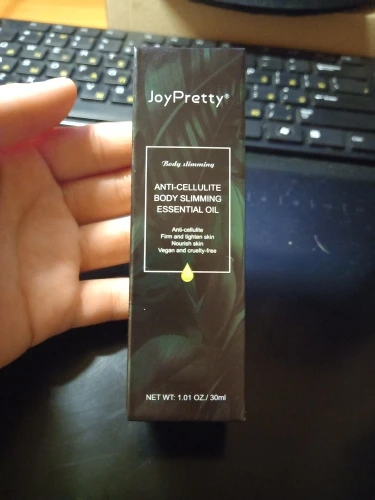 JoyPretty®
Body slimming
ANTI-CELLULITE
BODY SLIMMING
ESSENTIAL OIL
Anti-cellulite
Firm and tighten skin
Nourish skin
Vegan and cruelty-free
NET WT: 1.01 OZ./ 30ml